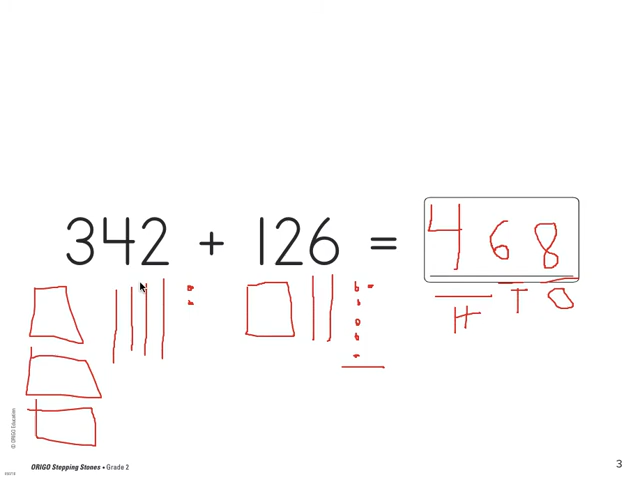 342 + 126 = 468
H T O
ORIGO Stepping Stones • Grade 2
3
© ORIGO Education